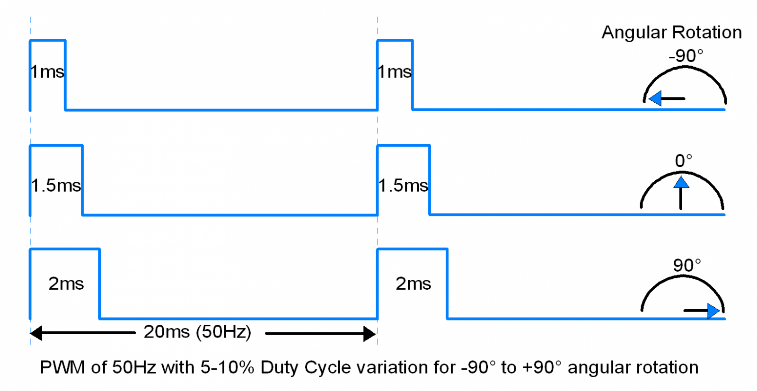 Angular Rotation
-90°
1ms
1ms
0°
1.5ms
1.5ms
90°
2ms
2ms
20ms (50Hz)
PWM of 50Hz with 5-10% Duty Cycle variation for -90° to +90° angular rotation